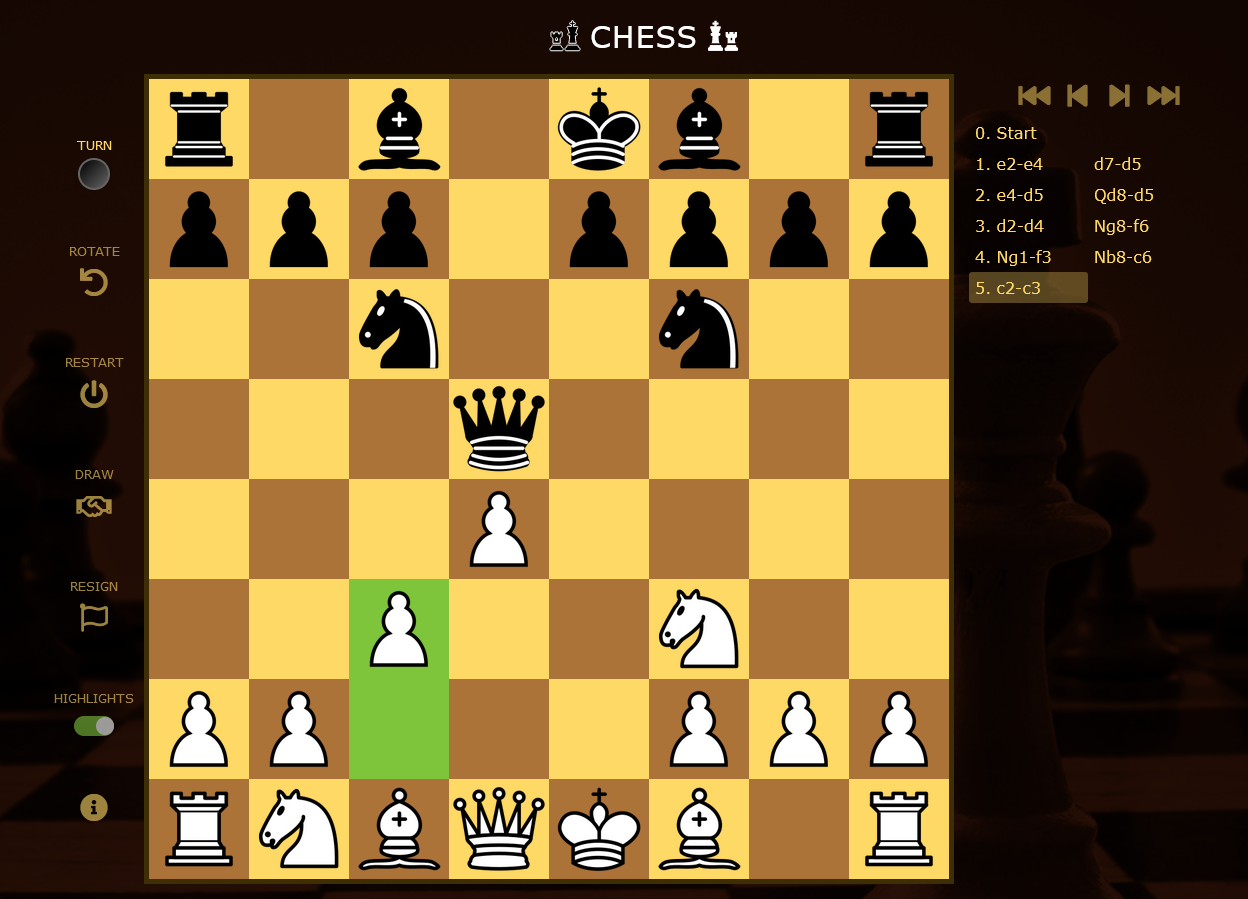 CHESS
TURN
ROTATE
RESTART
DRAW
RESIGN
HIGHLIGHTS
0. Start
1. e2-e4 d7-d5
2. e4-d5 Qd8-d5
3. d2-d4 Ng8-f6
4. Ng1-f3 Nb8-c6
5. c2-c3